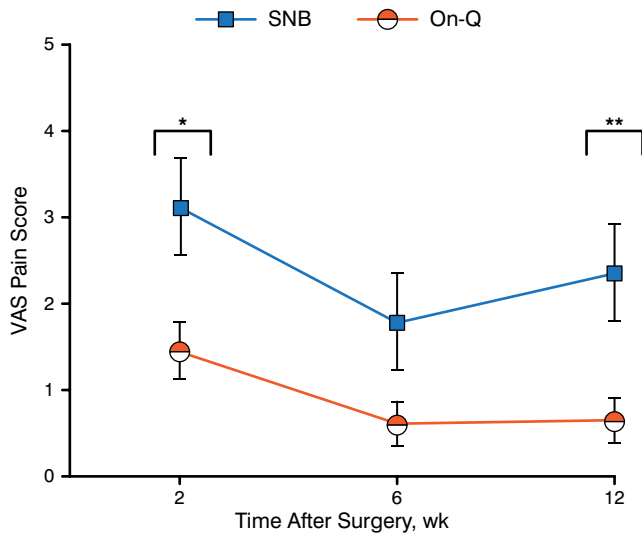 SNB On-Q
5
*
**
4
3
2
1
0
VAS Pain Score
2 6 12
Time After Surgery, wk